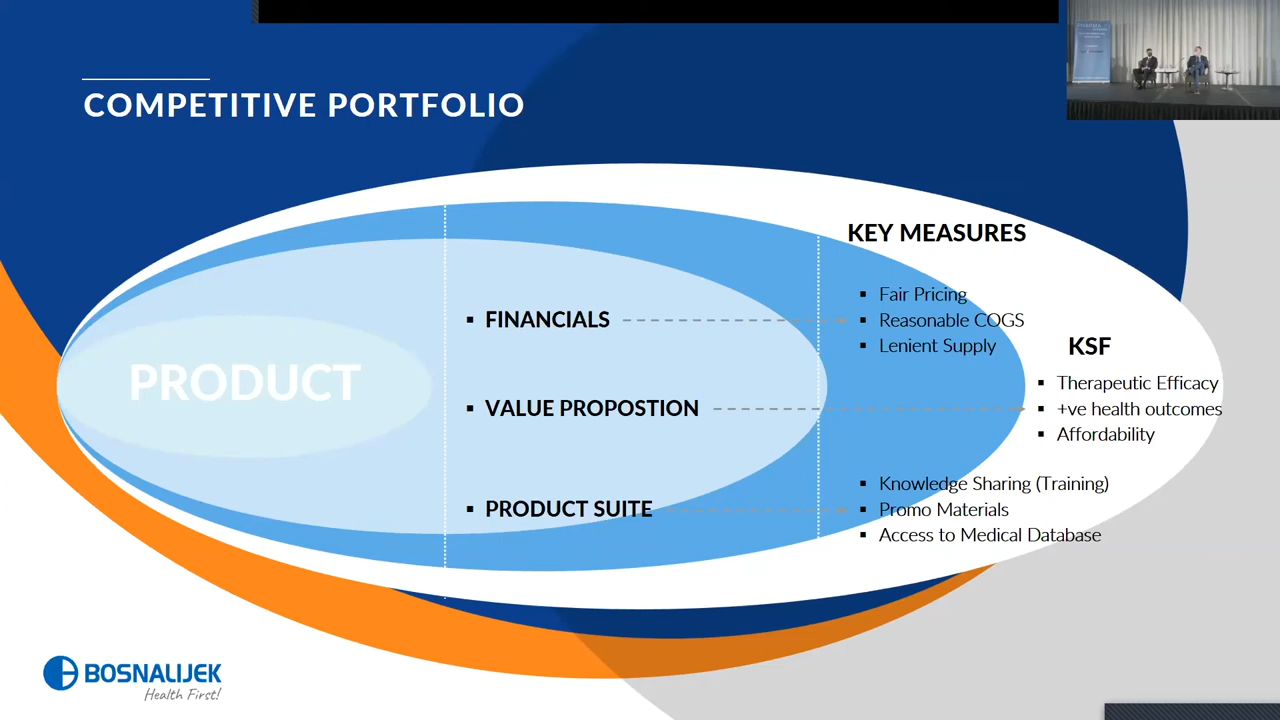 COMPETITIVE PORTFOLIO
PRODUCT
FINANCIALS
VALUE PROPOSTION
PRODUCT SUITE
KEY MEASURES
Fair Pricing
Reasonable COGS
Lenient Supply
KSF
Therapeutic Efficacy
+ve health outcomes
Affordability
Knowledge Sharing (Training)
Promo Materials
Access to Medical Database
BOSNALIJEK
Health First!